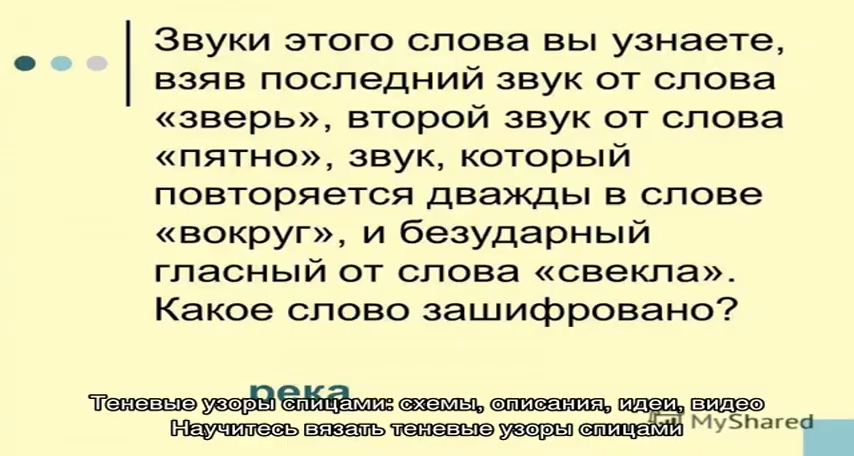 Звуки этого слова вы узнаете,
взяв последний звук от слова
«зверь», второй звук от слова
«пятно», звук, который
повторяется дважды в слове
«вокруг», и безударный
гласный от слова «свекла».
Какое слово зашифровано?
река
Теневые узоры спицами: схемы, описания, идеи, видео
Научитесь вязать теневые узоры спицами
MyShared